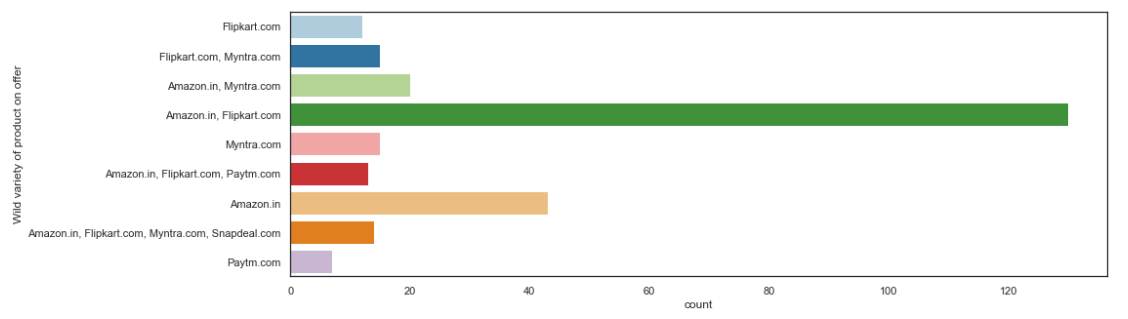 Wild variety of product on offer
Flipkart.com
Flipkart.com, Myntra.com
Amazon.in, Myntra.com
Amazon.in, Flipkart.com
Myntra.com
Amazon.in, Flipkart.com, Paytm.com
Amazon.in
Amazon.in, Flipkart.com, Myntra.com, Snapdeal.com
Paytm.com
0 20 40 60 80 100 120
count